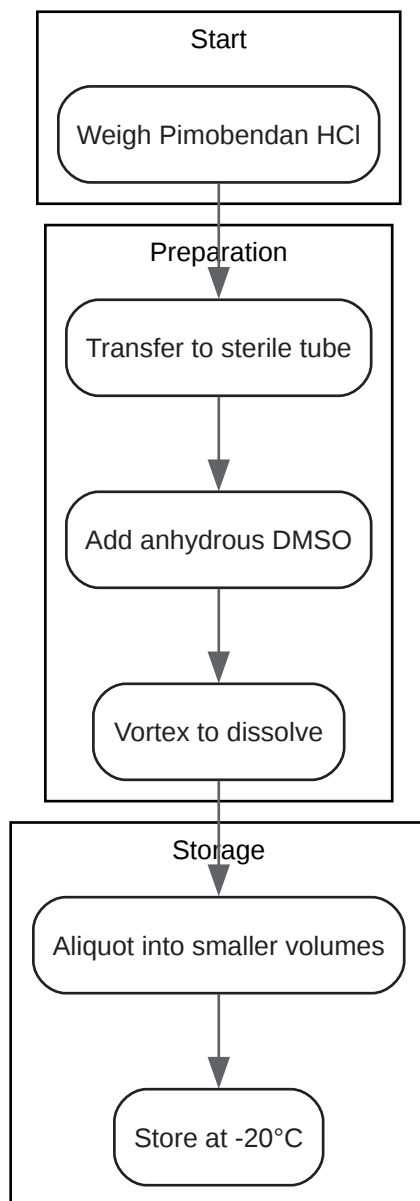 Start
Weigh Pimobendan HCl
Preparation
Transfer to sterile tube
Add anhydrous DMSO
Vortex to dissolve
Storage
Aliquot into smaller volumes
Store at -20°C